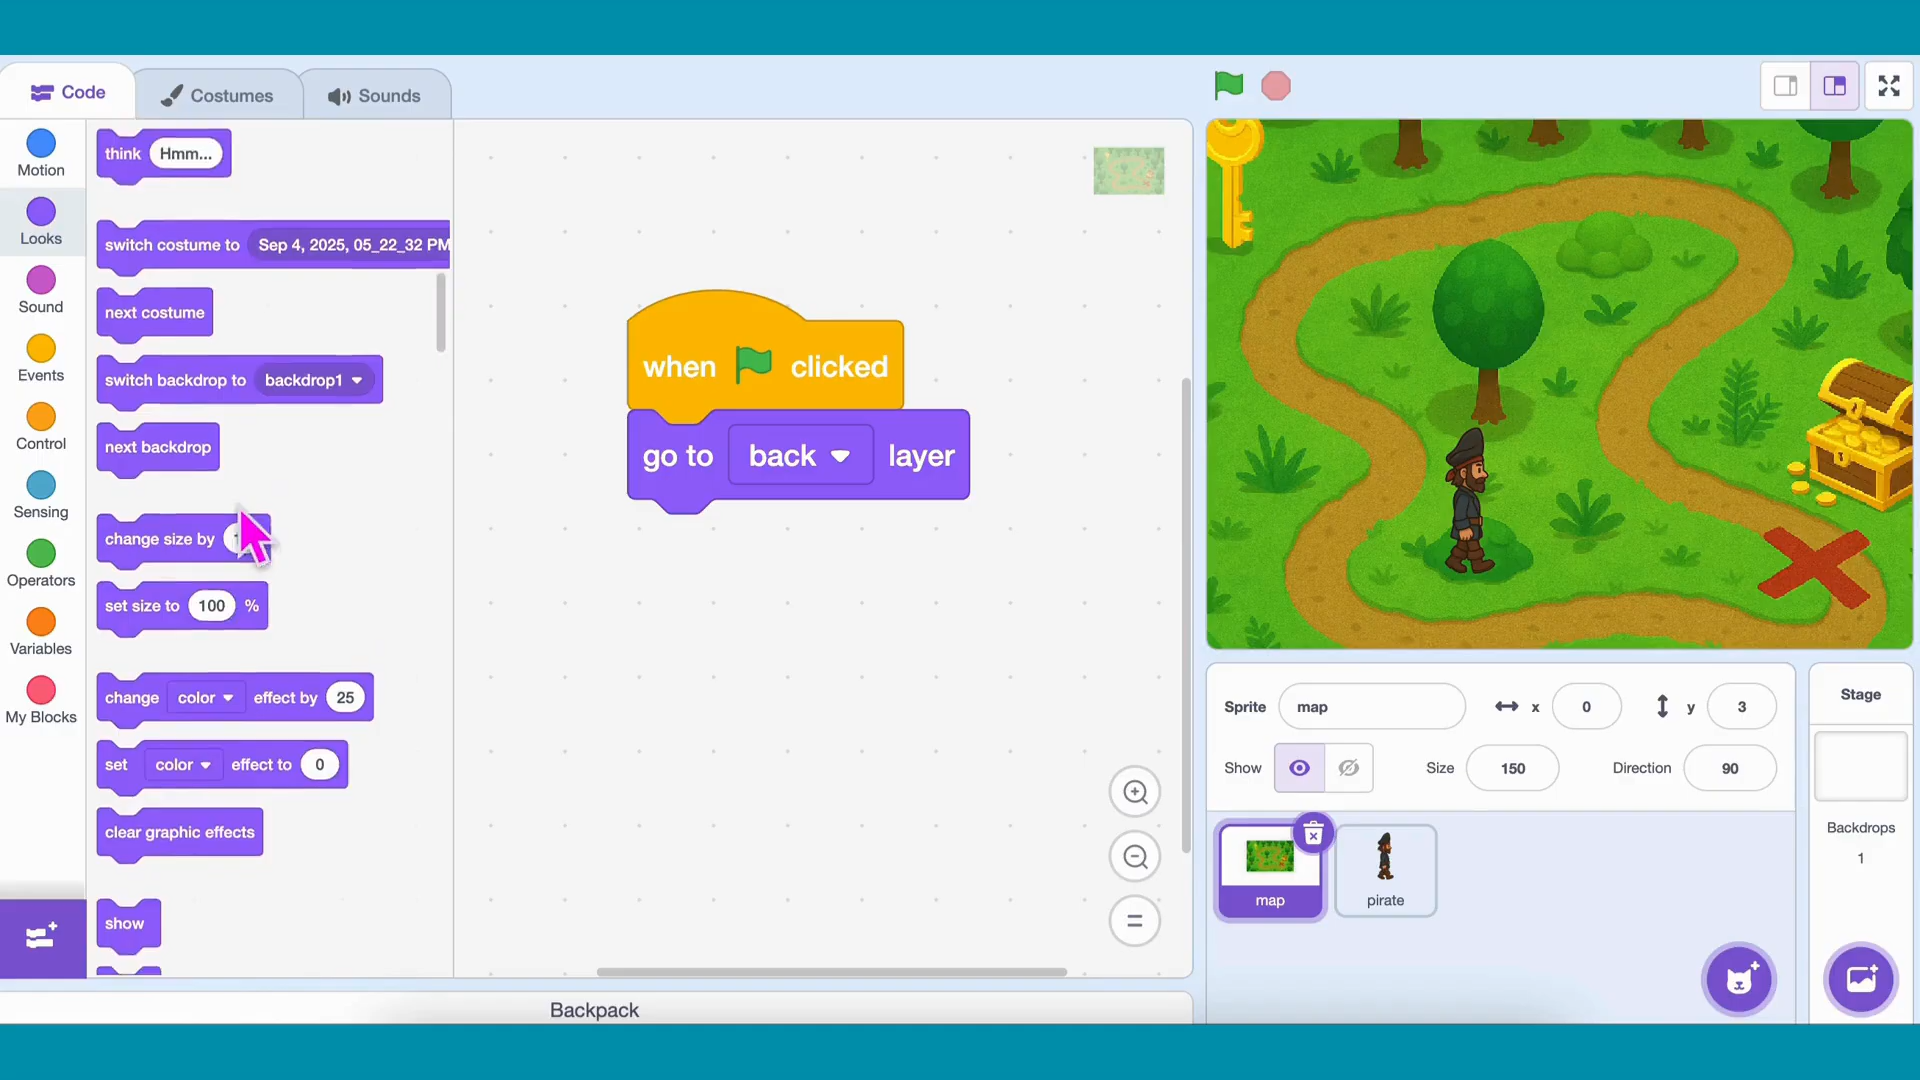 Code
Costumes
Sounds
Motion
Looks
Sound
Events
Control
Sensing
Operators
Variables
My Blocks
think Hmm...
switch costume to Sep 4, 2025, 05_22_32 PM
next costume
switch backdrop to backdrop1
next backdrop
change size by
set size to 100 %
change color effect by 25
set color effect to 0
clear graphic effects
show
when clicked
go to back layer
Backpack
Sprite map x 0 y 3
Show Size 150 Direction 90
map
pirate
Stage
Backdrops
1